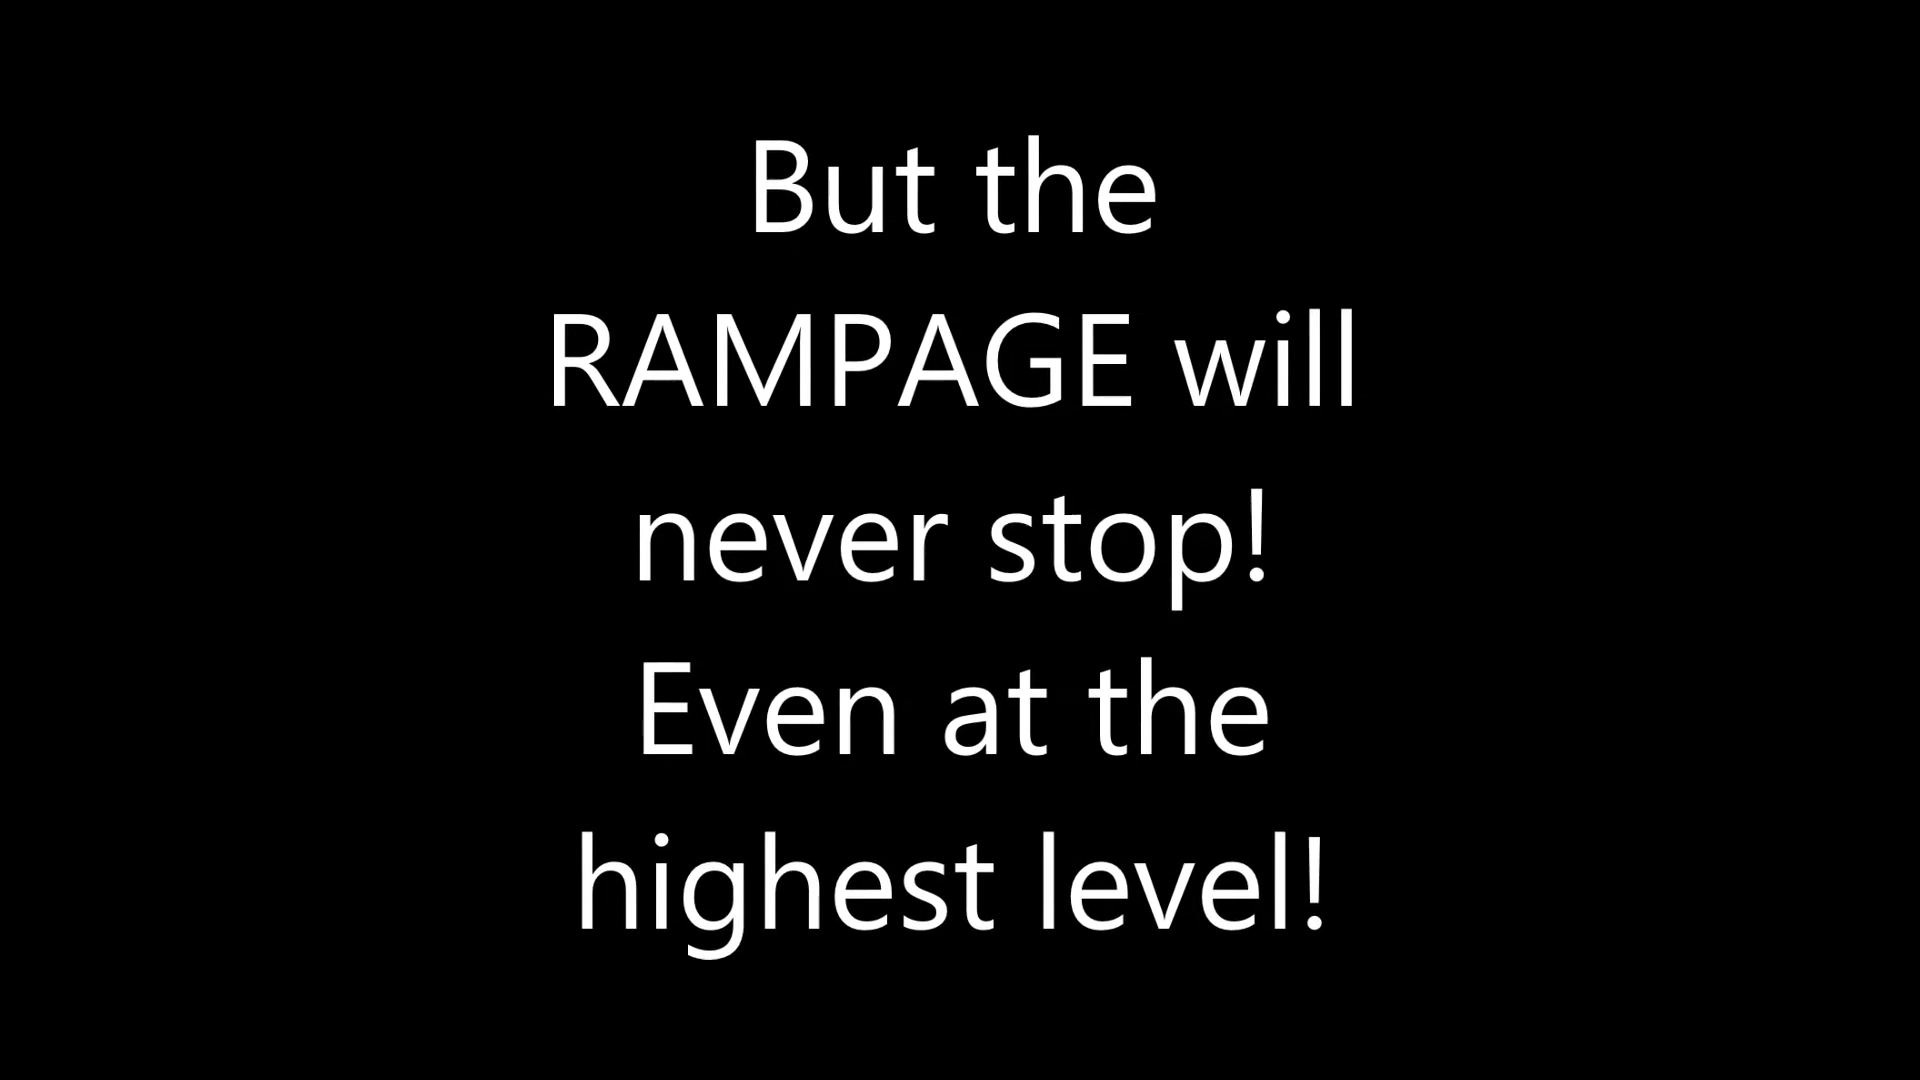 But the
RAMPAGE will
never stop!
Even at the
highest level!